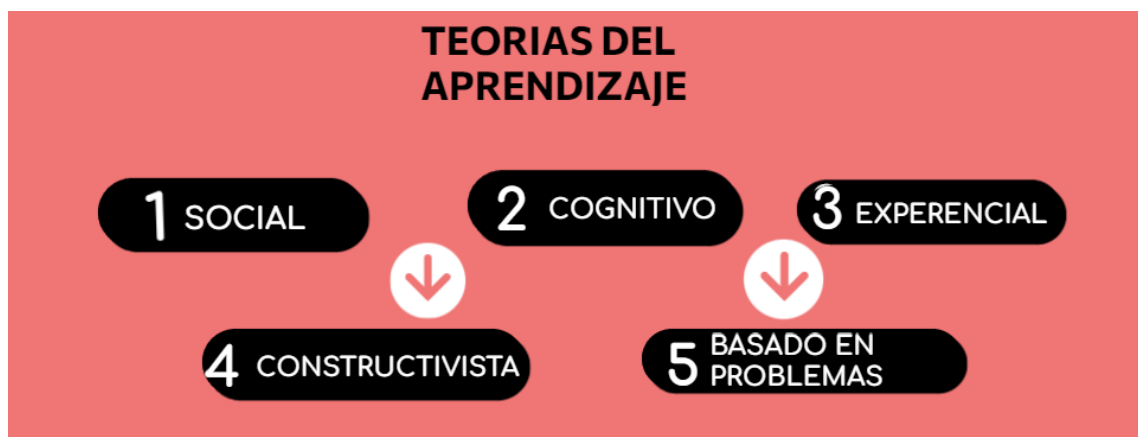 TEORIAS DEL
APRENDIZAJE
1 SOCIAL
2 COGNITIVO
3 EXPERENCIAL
4 CONSTRUCTIVISTA
5 BASADO EN
PROBLEMAS